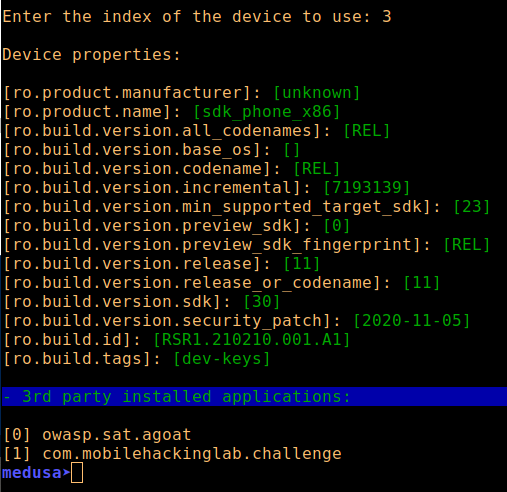 Enter the index of the device to use: 3
Device properties:
[ro.product.manufacturer]: [unknown]
[ro.product.name]: [sdk_phone_x86]
[ro.build.version.all_codenames]: [REL]
[ro.build.version.base_os]: []
[ro.build.version.codename]: [REL]
[ro.build.version.incremental]: [7193139]
[ro.build.version.min_supported_target_sdk]: [23]
[ro.build.version.preview_sdk]: [0]
[ro.build.version.preview_sdk_fingerprint]: [REL]
[ro.build.version.release]: [11]
[ro.build.version.release_or_codename]: [11]
[ro.build.version.sdk]: [30]
[ro.build.version.security_patch]: [2020-11-05]
[ro.build.id]: [RSR1.210210.001.A1]
[ro.build.tags]: [dev-keys]
- 3rd party installed applications:
[0] owasp.sat.agoat
[1] com.mobilehackinglab.challenge
medusa➤